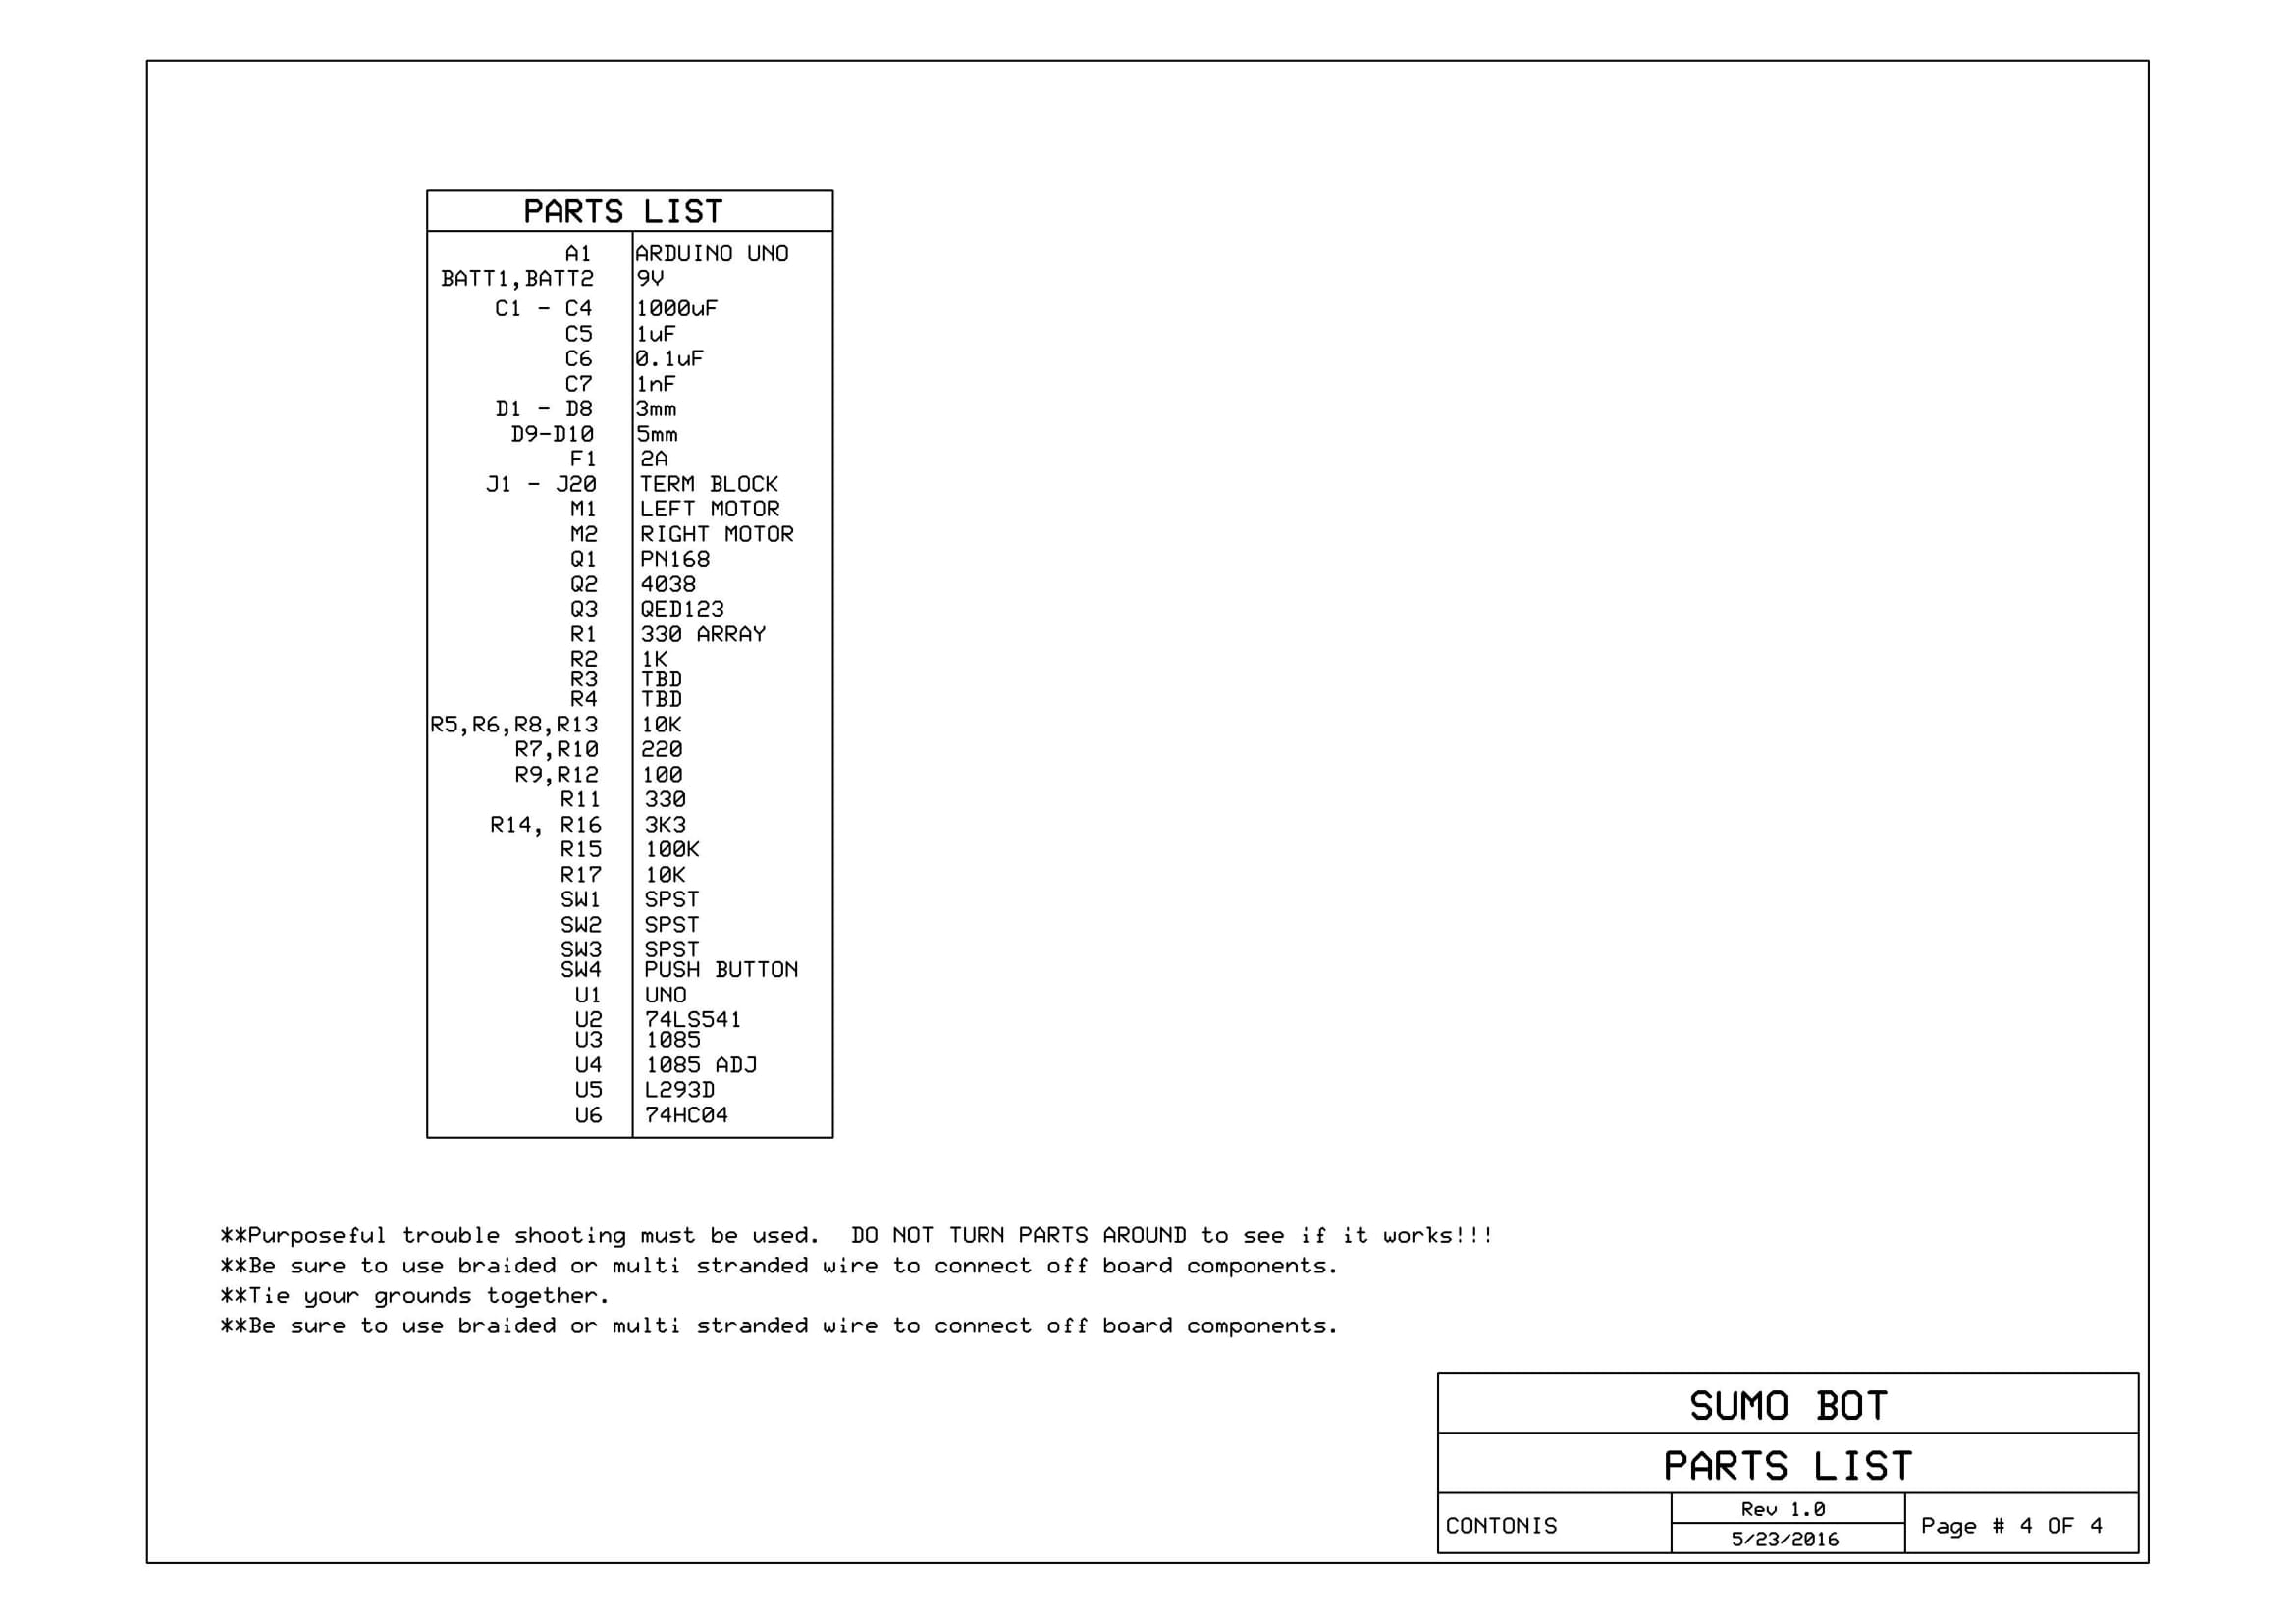 PARTS LIST
A1 ARDUINO UNO
BATT1,BATT2 9V
C1 - C4 1000uF
C5 1uF
C6 0.1uF
C7 1nF
D1 - D8 3mm
D9-D10 5mm
F1 2A
J1 - J20 TERM BLOCK
M1 LEFT MOTOR
M2 RIGHT MOTOR
Q1 PN168
Q2 4038
Q3 QED123
R1 330 ARRAY
R2 1K
R3 TBD
R4 TBD
R5,R6,R8,R13 10K
R7,R10 220
R9,R12 100
R11 330
R14, R16 3K3
R15 100K
R17 10K
SW1 SPST
SW2 SPST
SW3 SPST
SW4 PUSH BUTTON
U1 UNO
U2 74LS541
U3 1085
U4 1085 ADJ
U5 L293D
U6 74HC04
**Purposeful trouble shooting must be used.  DO NOT TURN PARTS AROUND to see if it works!!!
**Be sure to use braided or multi stranded wire to connect off board components.
**Tie your grounds together.
**Be sure to use braided or multi stranded wire to connect off board components.
SUMO BOT
PARTS LIST
CONTONIS
Rev 1.0
5/23/2016
Page # 4 OF 4